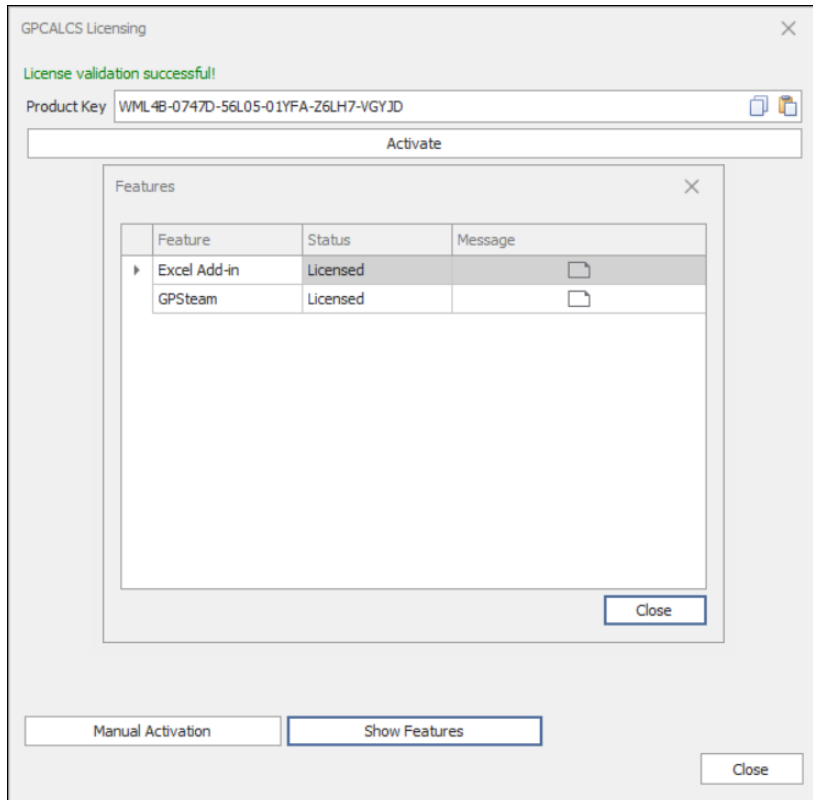 GPCALCS Licensing
License validation successful!
Product Key WML4B-0747D-56L05-01YFA-Z6LH7-VGYJD
Activate
Features
Feature Status Message
Excel Add-in Licensed
GPSteam Licensed
Close
Manual Activation Show Features
Close